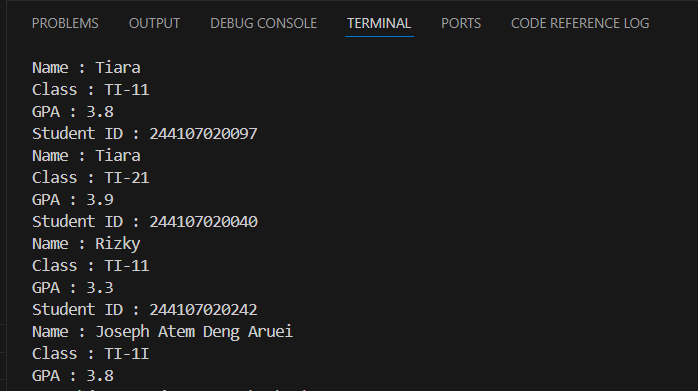 PROBLEMS OUTPUT DEBUG CONSOLE TERMINAL PORTS CODE REFERENCE LOG
Name : Tiara
Class : TI-11
GPA : 3.8
Student ID : 244107020097
Name : Tiara
Class : TI-21
GPA : 3.9
Student ID : 244107020040
Name : Rizky
Class : TI-11
GPA : 3.3
Student ID : 244107020242
Name : Joseph Atem Deng Aruei
Class : TI-1I
GPA : 3.8